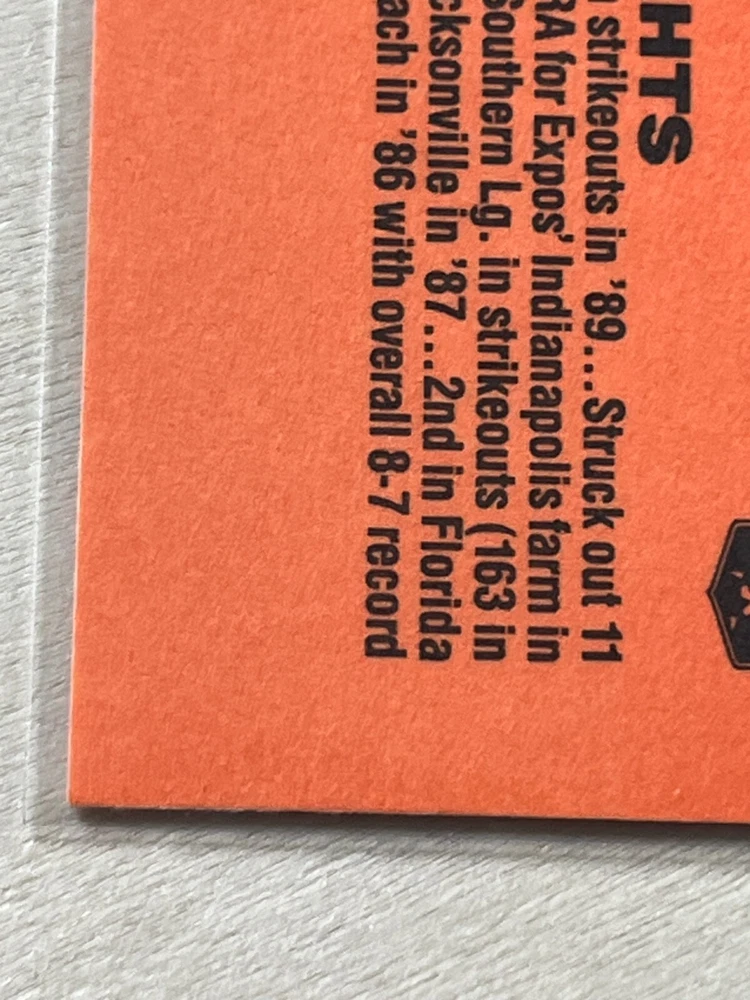 HTS
strikeouts in '89...Struck out 11
RA for Expos' Indianapolis farm in
Southern Lg. in strikeouts (163 in
cksonville in '87...2nd in Florida
ach in '86 with overall 8-7 record